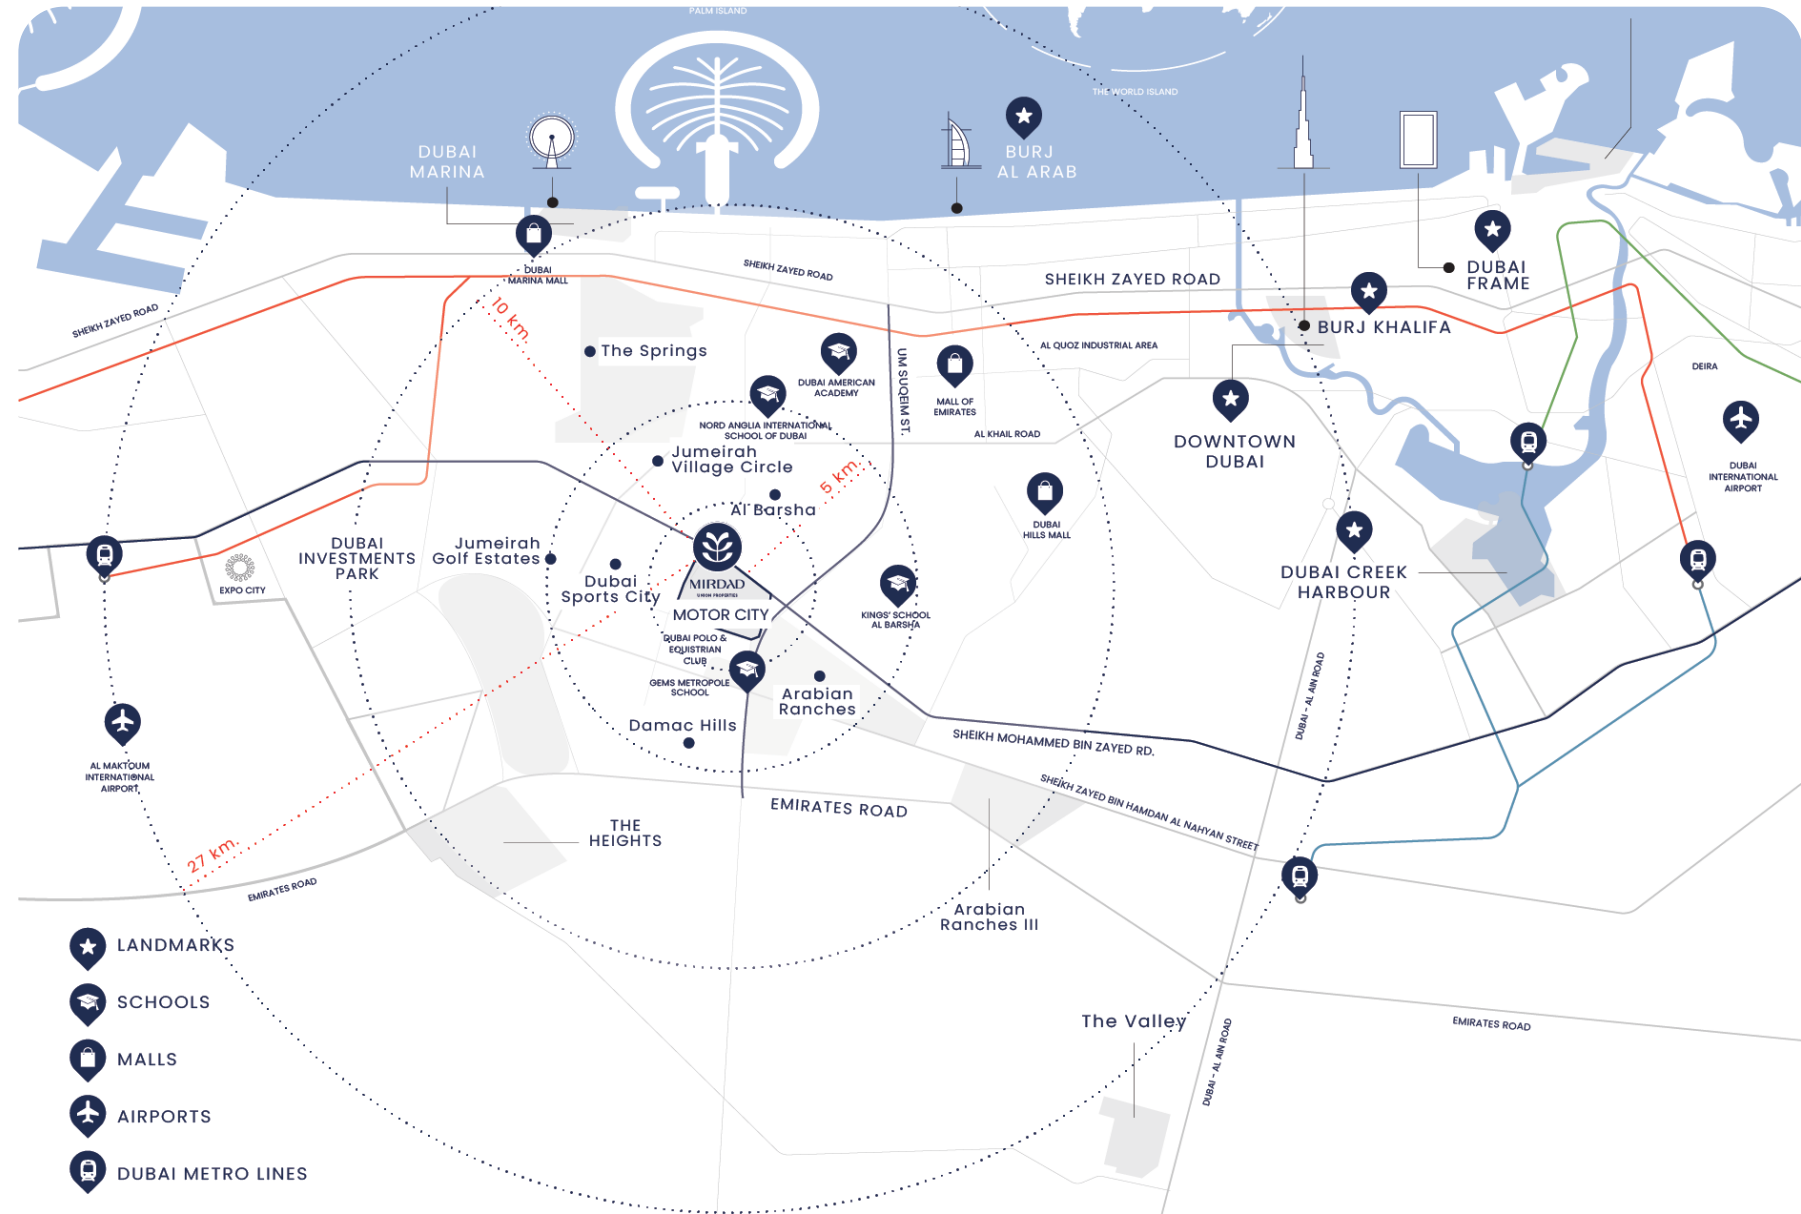 PALM ISLAND
THE WORLD ISLAND
DUBAI
MARINA
BURJ
AL ARAB
DUBAI
MARINA MALL
SHEIKH ZAYED ROAD
SHEIKH ZAYED ROAD
SHEIKH ZAYED ROAD
DUBAI
FRAME
10 km.
BURJ KHALIFA
The Springs
AL QUOZ INDUSTRIAL AREA
UM SUQEIM ST.
DEIRA
DUBAI AMERICAN
ACADEMY
MALL OF
EMIRATES
NORD ANGLIA INTERNATIONAL
SCHOOL OF DUBAI
AL KHAIL ROAD
DOWNTOWN
DUBAI
Jumeirah
Village Circle
5 km.
DUBAI
INTERNATIONAL
AIRPORT
Al Barsha
DUBAI
HILLS MALL
DUBAI
INVESTMENTS
PARK
Jumeirah
Golf Estates
EXPO CITY
Dubai
Sports City
MIRDAD
UNION PROPERTIES
MOTOR CITY
KINGS' SCHOOL
AL BARSHA
DUBAI CREEK
HARBOUR
DUBAI POLO &
EQUESTRIAN
CLUB
GEMS METROPOLE
SCHOOL
Arabian
Ranches
Damac Hills
DUBAI - AL AIN ROAD
SHEIKH MOHAMMED BIN ZAYED RD.
AL MAKTOUM
INTERNATIONAL
AIRPORT
SHEIKH ZAYED BIN HAMDAN AL NAHYAN STREET
EMIRATES ROAD
THE
HEIGHTS
27 km.
EMIRATES ROAD
Arabian
Ranches III
The Valley
EMIRATES ROAD
DUBAI - AL AIN ROAD
LANDMARKS
SCHOOLS
MALLS
AIRPORTS
DUBAI METRO LINES